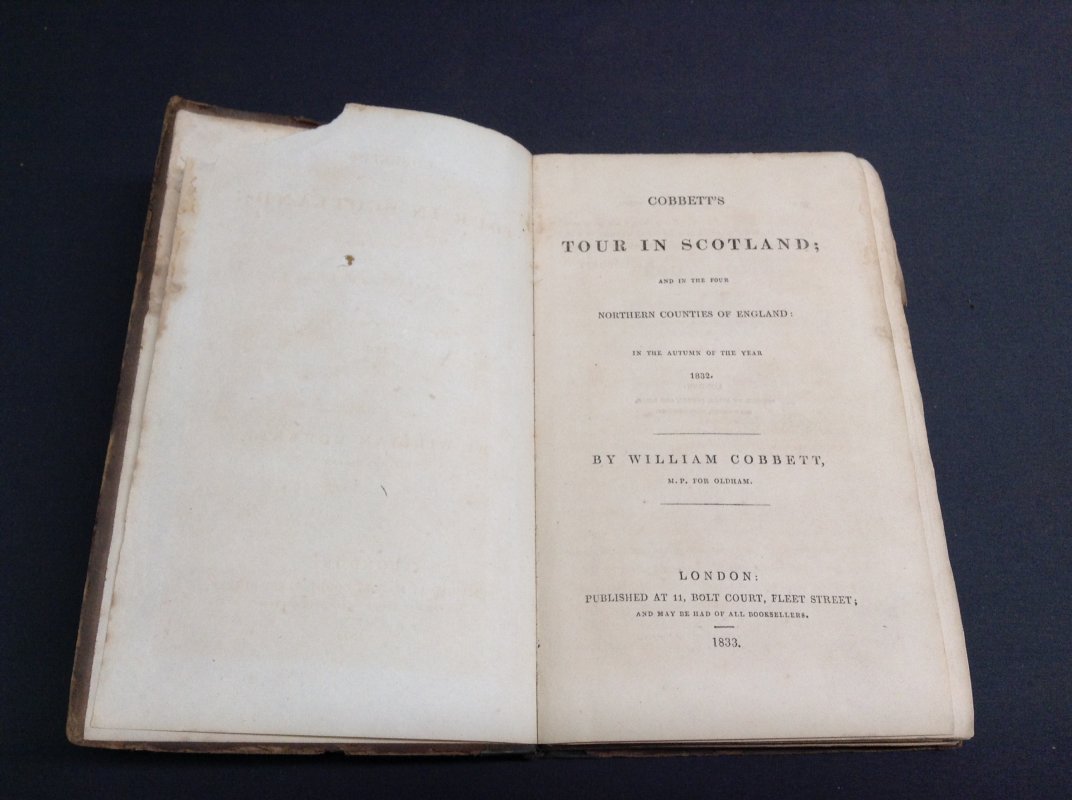 COBBETT'S
TOUR IN SCOTLAND;
AND IN THE FOUR
NORTHERN COUNTIES OF ENGLAND:
IN THE AUTUMN OF THE YEAR
1832.
BY WILLIAM COBBETT,
M. P. FOR OLDHAM.
LONDON:
PUBLISHED AT 11, BOLT COURT, FLEET STREET;
AND MAY BE HAD OF ALL BOOKSELLERS.
1833.